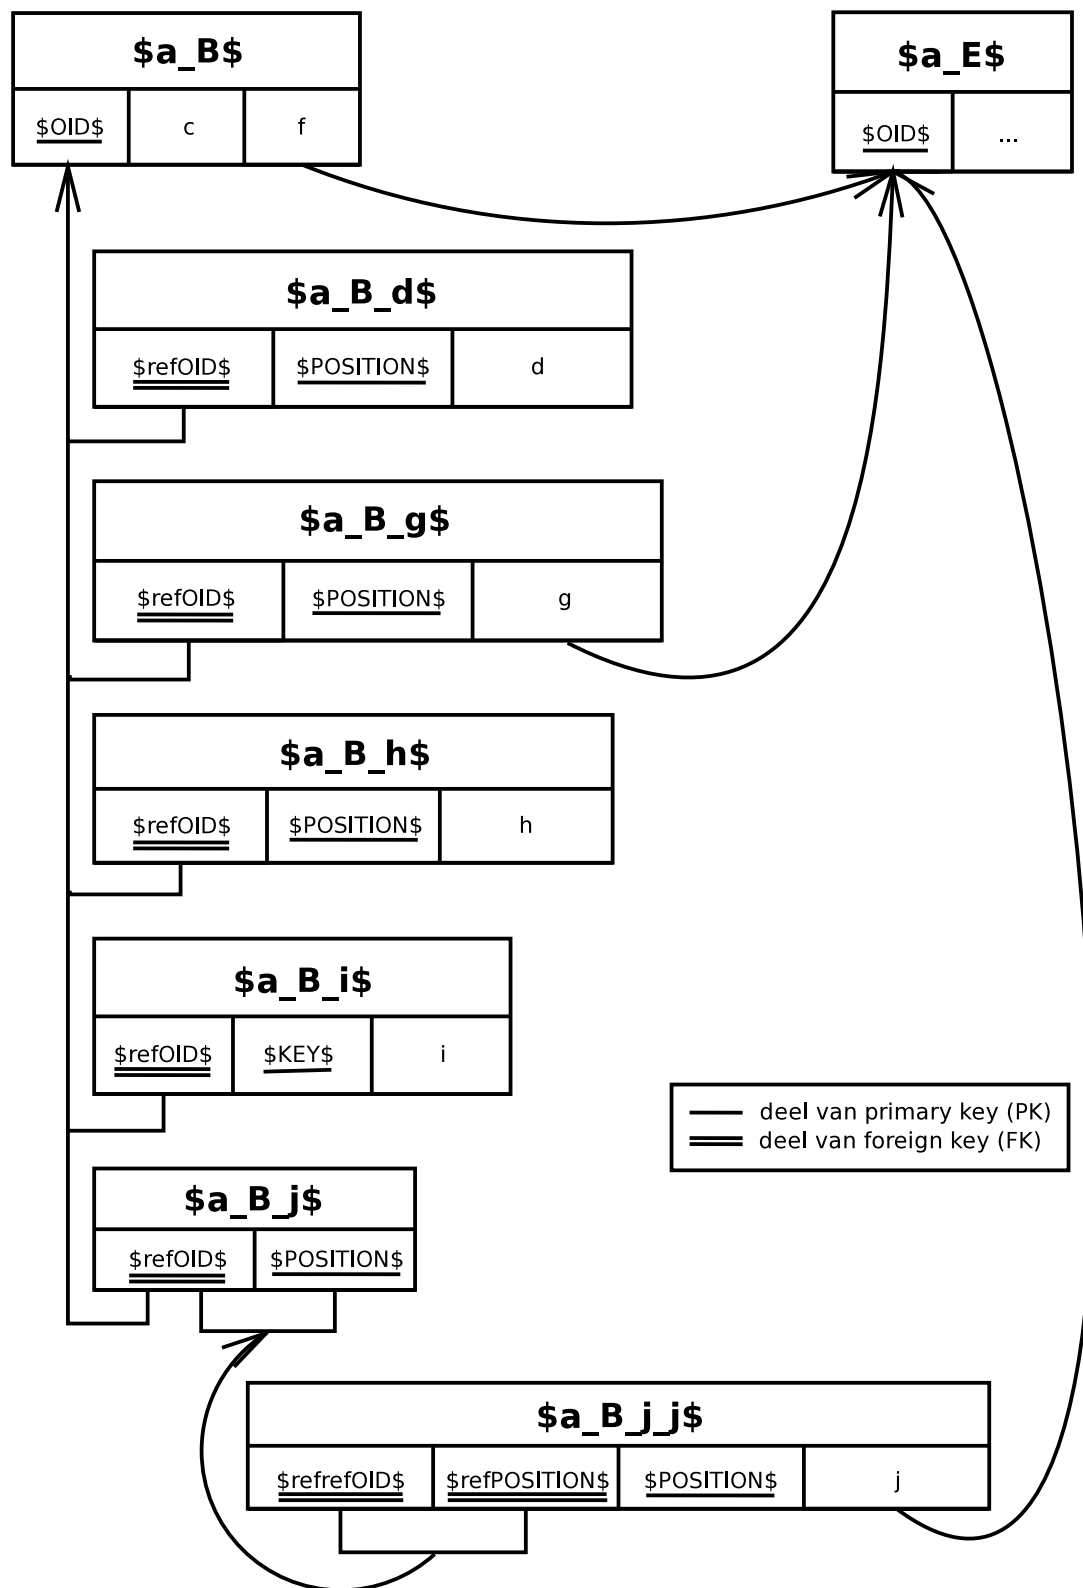 $a_B$
$OID$ c f
$a_E$
$OID$ ...
$a_B_d$
$refOID$ $POSITION$ d
$a_B_g$
$refOID$ $POSITION$ g
$a_B_h$
$refOID$ $POSITION$ h
$a_B_i$
$refOID$ $KEY$ i
deel van primary key (PK)
deel van foreign key (FK)
$a_B_j$
$refOID$ $POSITION$
$a_B_j_j$
$refrefOID$ $refPOSITION$ $POSITION$ j